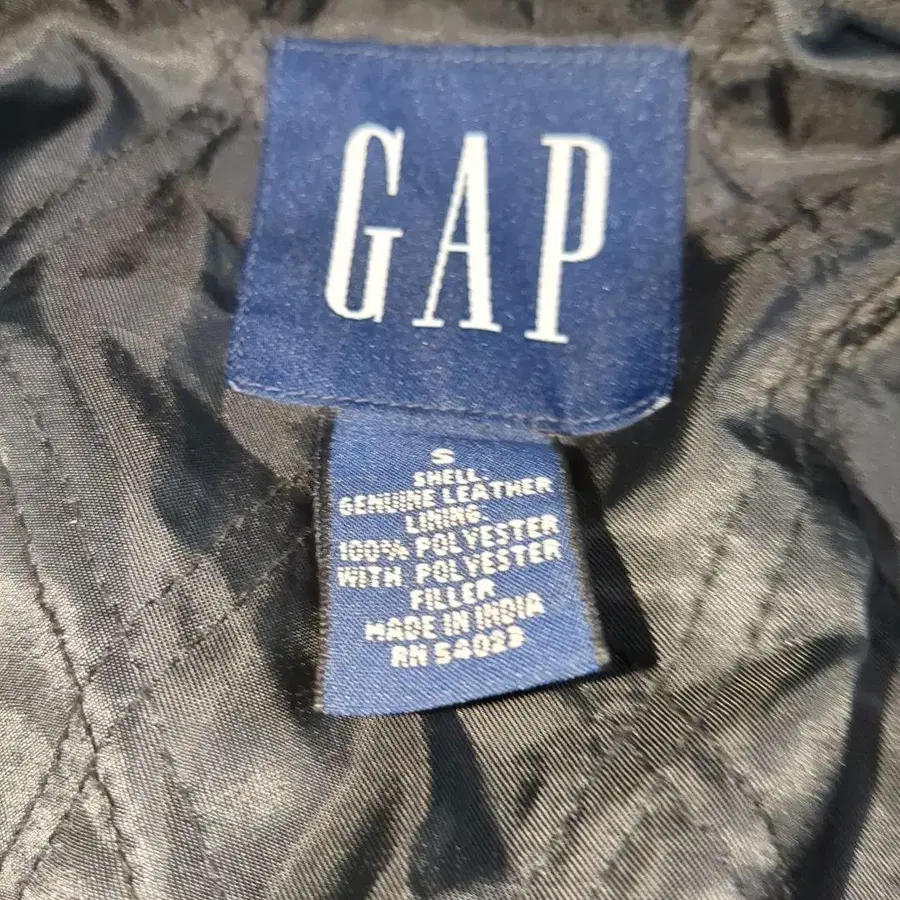 GAP
S
SHELL
GENUINE LEATHER
LINING
100% POLYESTER
WITH POLYESTER
FILLER
MADE IN INDIA
RN 54023